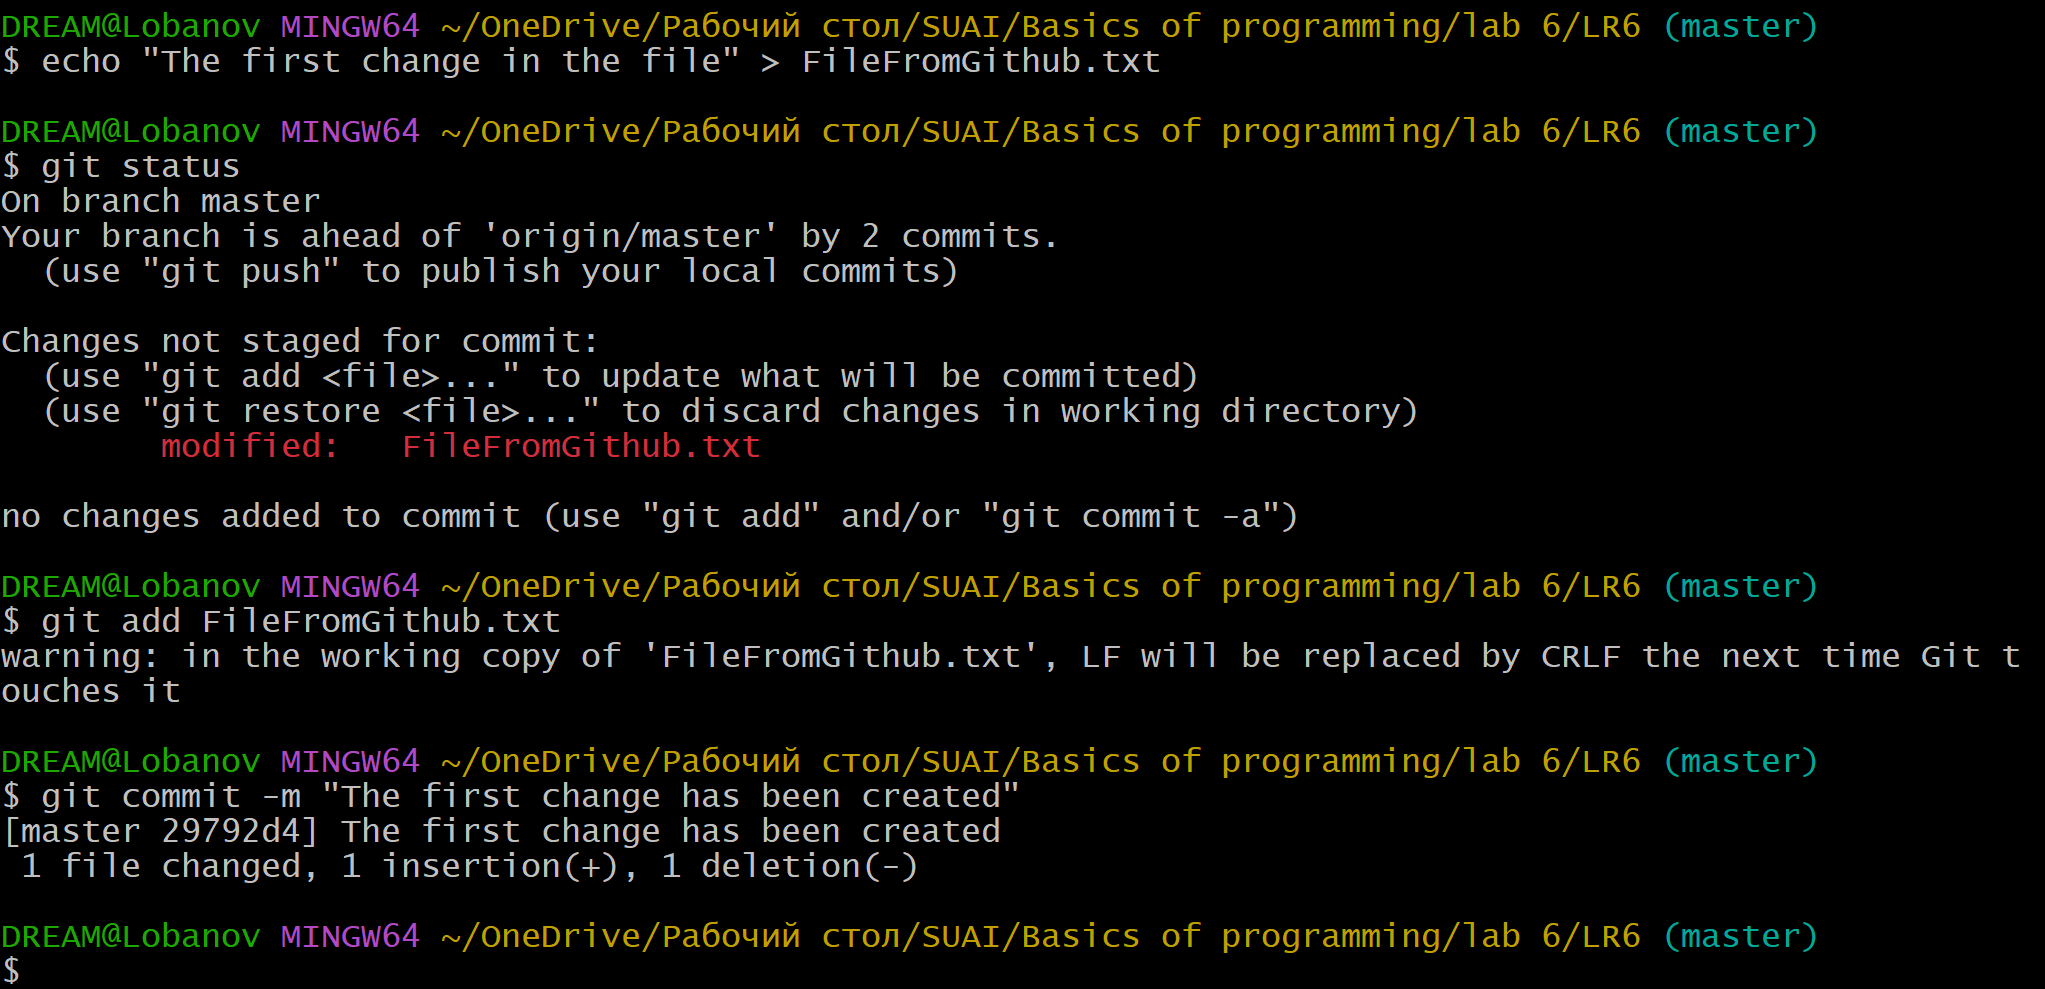 DREAM@Lobanov MINGW64 ~/OneDrive/Рабочий стол/SUAI/Basics of programming/lab 6/LR6 (master)
$ echo "The first change in the file" > FileFromGithub.txt
DREAM@Lobanov MINGW64 ~/OneDrive/Рабочий стол/SUAI/Basics of programming/lab 6/LR6 (master)
$ git status
On branch master
Your branch is ahead of 'origin/master' by 2 commits.
  (use "git push" to publish your local commits)
Changes not staged for commit:
  (use "git add <file>..." to update what will be committed)
  (use "git restore <file>..." to discard changes in working directory)
        modified:   FileFromGithub.txt
no changes added to commit (use "git add" and/or "git commit -a")
DREAM@Lobanov MINGW64 ~/OneDrive/Рабочий стол/SUAI/Basics of programming/lab 6/LR6 (master)
$ git add FileFromGithub.txt
warning: in the working copy of 'FileFromGithub.txt', LF will be replaced by CRLF the next time Git t
ouches it
DREAM@Lobanov MINGW64 ~/OneDrive/Рабочий стол/SUAI/Basics of programming/lab 6/LR6 (master)
$ git commit -m "The first change has been created"
[master 29792d4] The first change has been created
 1 file changed, 1 insertion(+), 1 deletion(-)
DREAM@Lobanov MINGW64 ~/OneDrive/Рабочий стол/SUAI/Basics of programming/lab 6/LR6 (master)
$